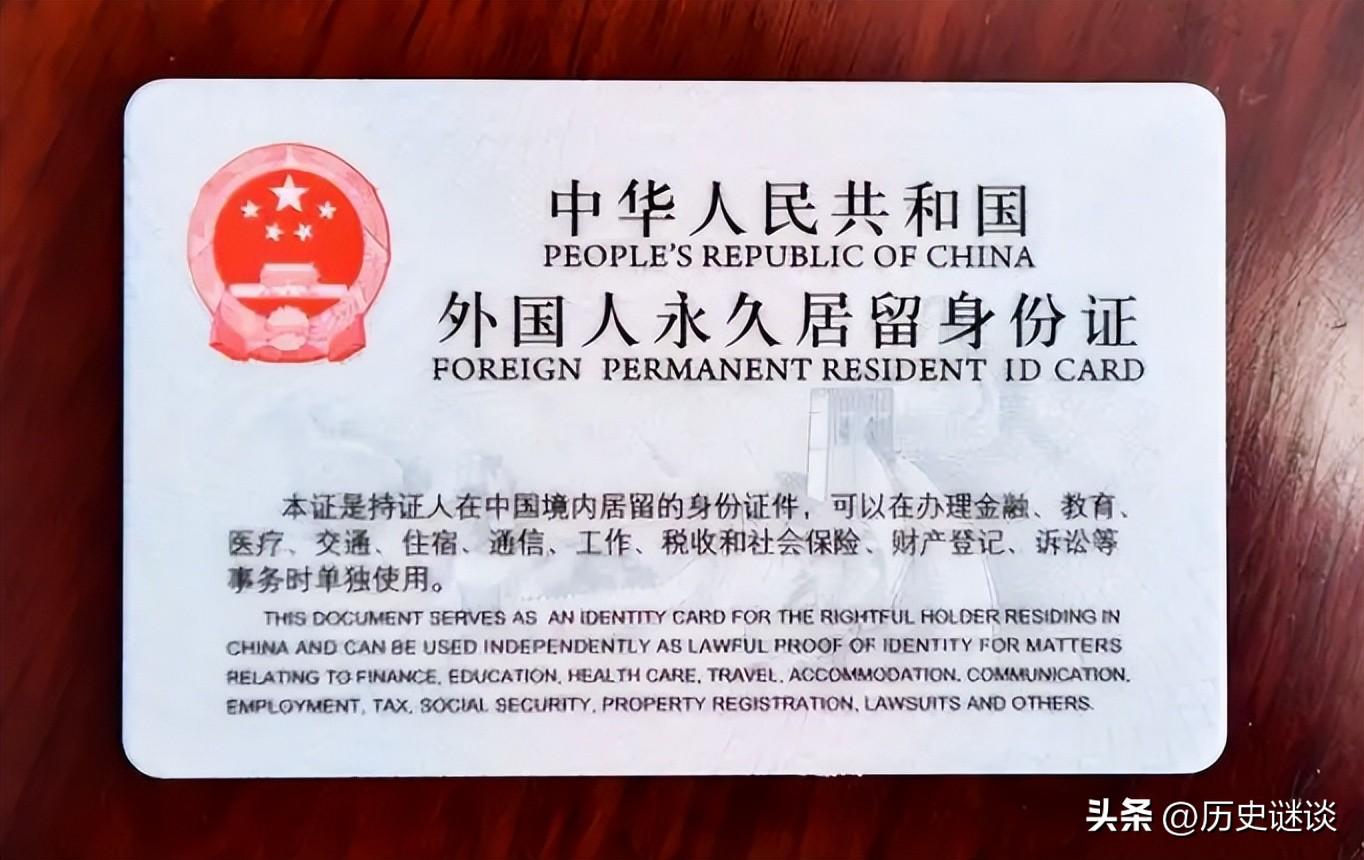 中华人民共和国
PEOPLE'S REPUBLIC OF CHINA
外国人永久居留身份证
FOREIGN PERMANENT RESIDENT ID CARD
本证是持证人在中国境内居留的身份证件，可以在办理金融、教育、
医疗、交通、住宿、通信、工作、税收和社会保险、财产登记、诉讼等
事务时单独使用。
THIS DOCUMENT SERVES AS AN IDENTITY CARD FOR THE RIGHTFUL HOLDER RESIDING IN
CHINA AND CAN BE USED INDEPENDENTLY AS LAWFUL PROOF OF IDENTITY FOR MATTERS
RELATING TO FINANCE, EDUCATION, HEALTH CARE, TRAVEL, ACCOMMODATION, COMMUNICATION,
EMPLOYMENT, TAX, SOCIAL SECURITY, PROPERTY REGISTRATION, LAWSUITS AND OTHERS.
头条 @历史谜谈